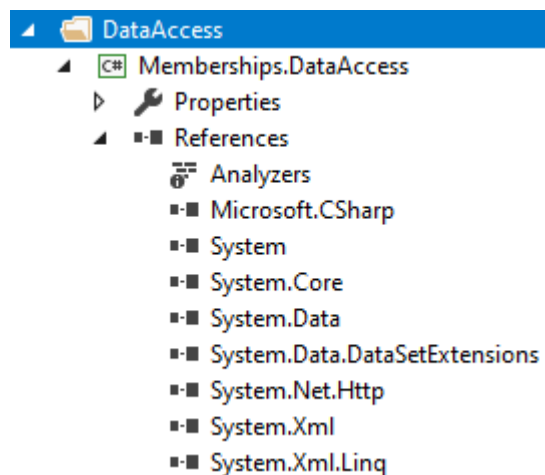 DataAccess
C# Memberships.DataAccess
Properties
References
Analyzers
Microsoft.CSharp
System
System.Core
System.Data
System.Data.DataSetExtensions
System.Net.Http
System.Xml
System.Xml.Linq